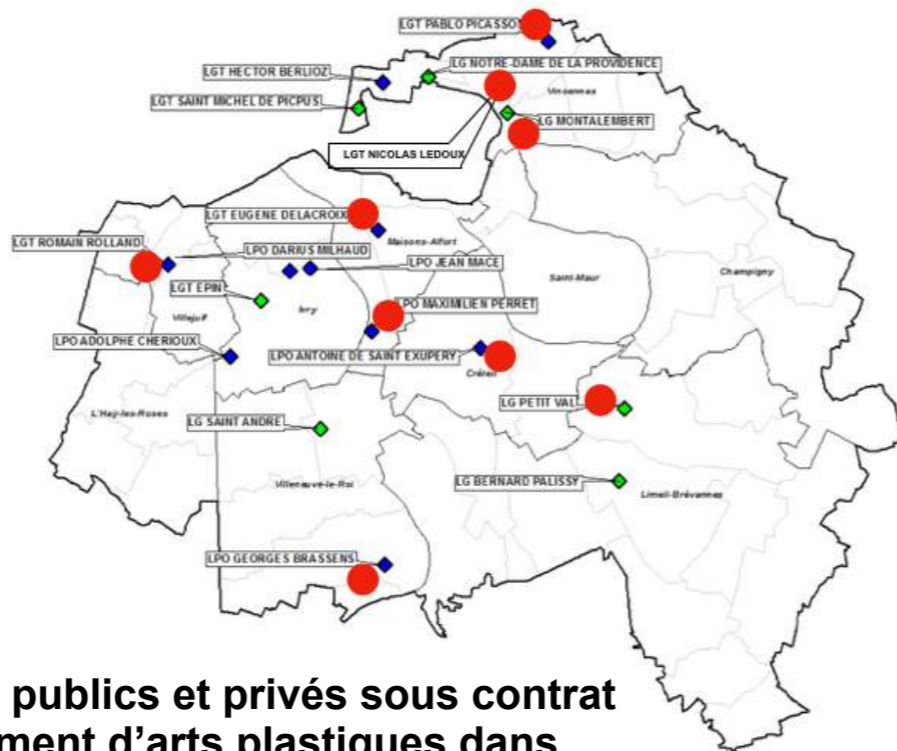 LGT PABLO PICASSO
LG NOTRE-DAME DE LA PROVIDENCE
LGT HECTOR BERLIOZ
Vincennes
LGT SAINT MICHEL DE PICPUS
LG MONTALEMBERT
LGT NICOLAS LEDOUX
LGT EUGENE DELACROIX
LGT ROMAIN ROLLAND
Maisons-Alfort
LPO DARIUS MILHAUD
LPO JEAN MACE
Saint-Maur
Champigny
LGT EPIN
Ivry
LPO MAXIMILIEN PERRET
Villejuif
LPO ADOLPHE CHERIOUX
LPO ANTOINE DE SAINT EXUPERY
Créteil
LG PETIT VAL
L'Haÿ-les-Roses
LG SAINT ANDRE
Villeneuve-le-Roi
LG BERNARD PALISSY
Limeil-Brévannes
LPO GEORGES BRASSENS
publics et privés sous contrat
ment d'arts plastiques dans